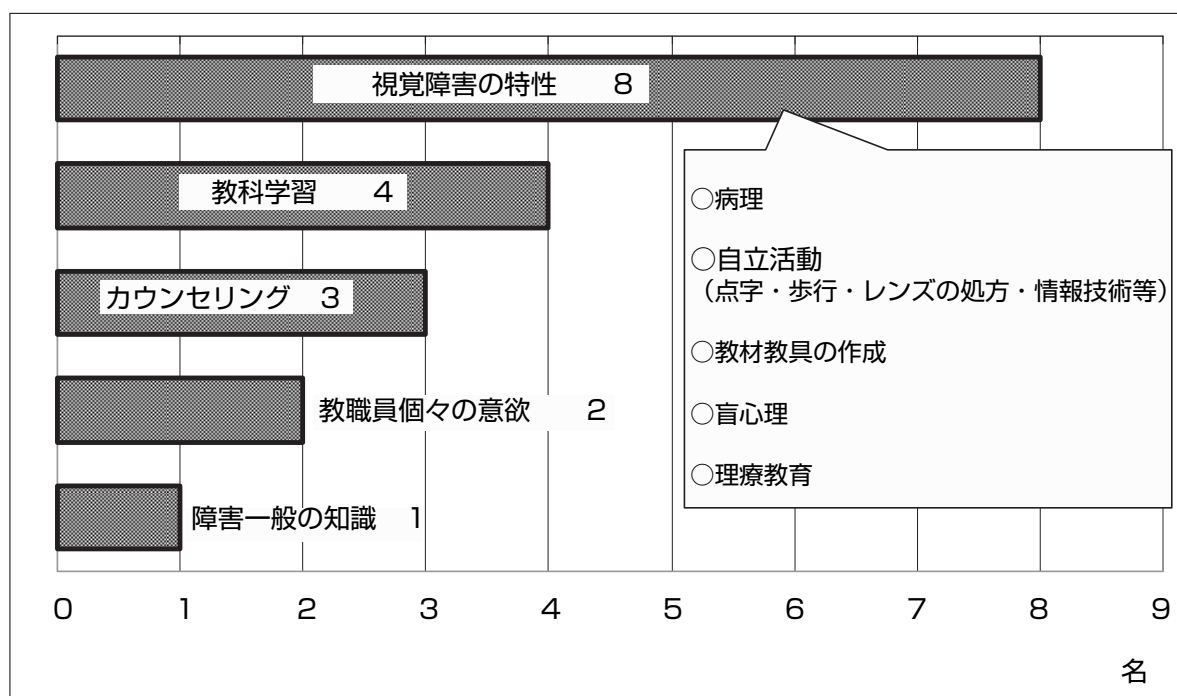 視覚障害の特性 8
教科学習 4
カウンセリング 3
教職員個々の意欲 2
障害一般の知識 1
○病理
○自立活動
（点字・歩行・レンズの処方・情報技術等）
○教材教具の作成
○盲心理
○理療教育
0 1 2 3 4 5 6 7 8 9
名